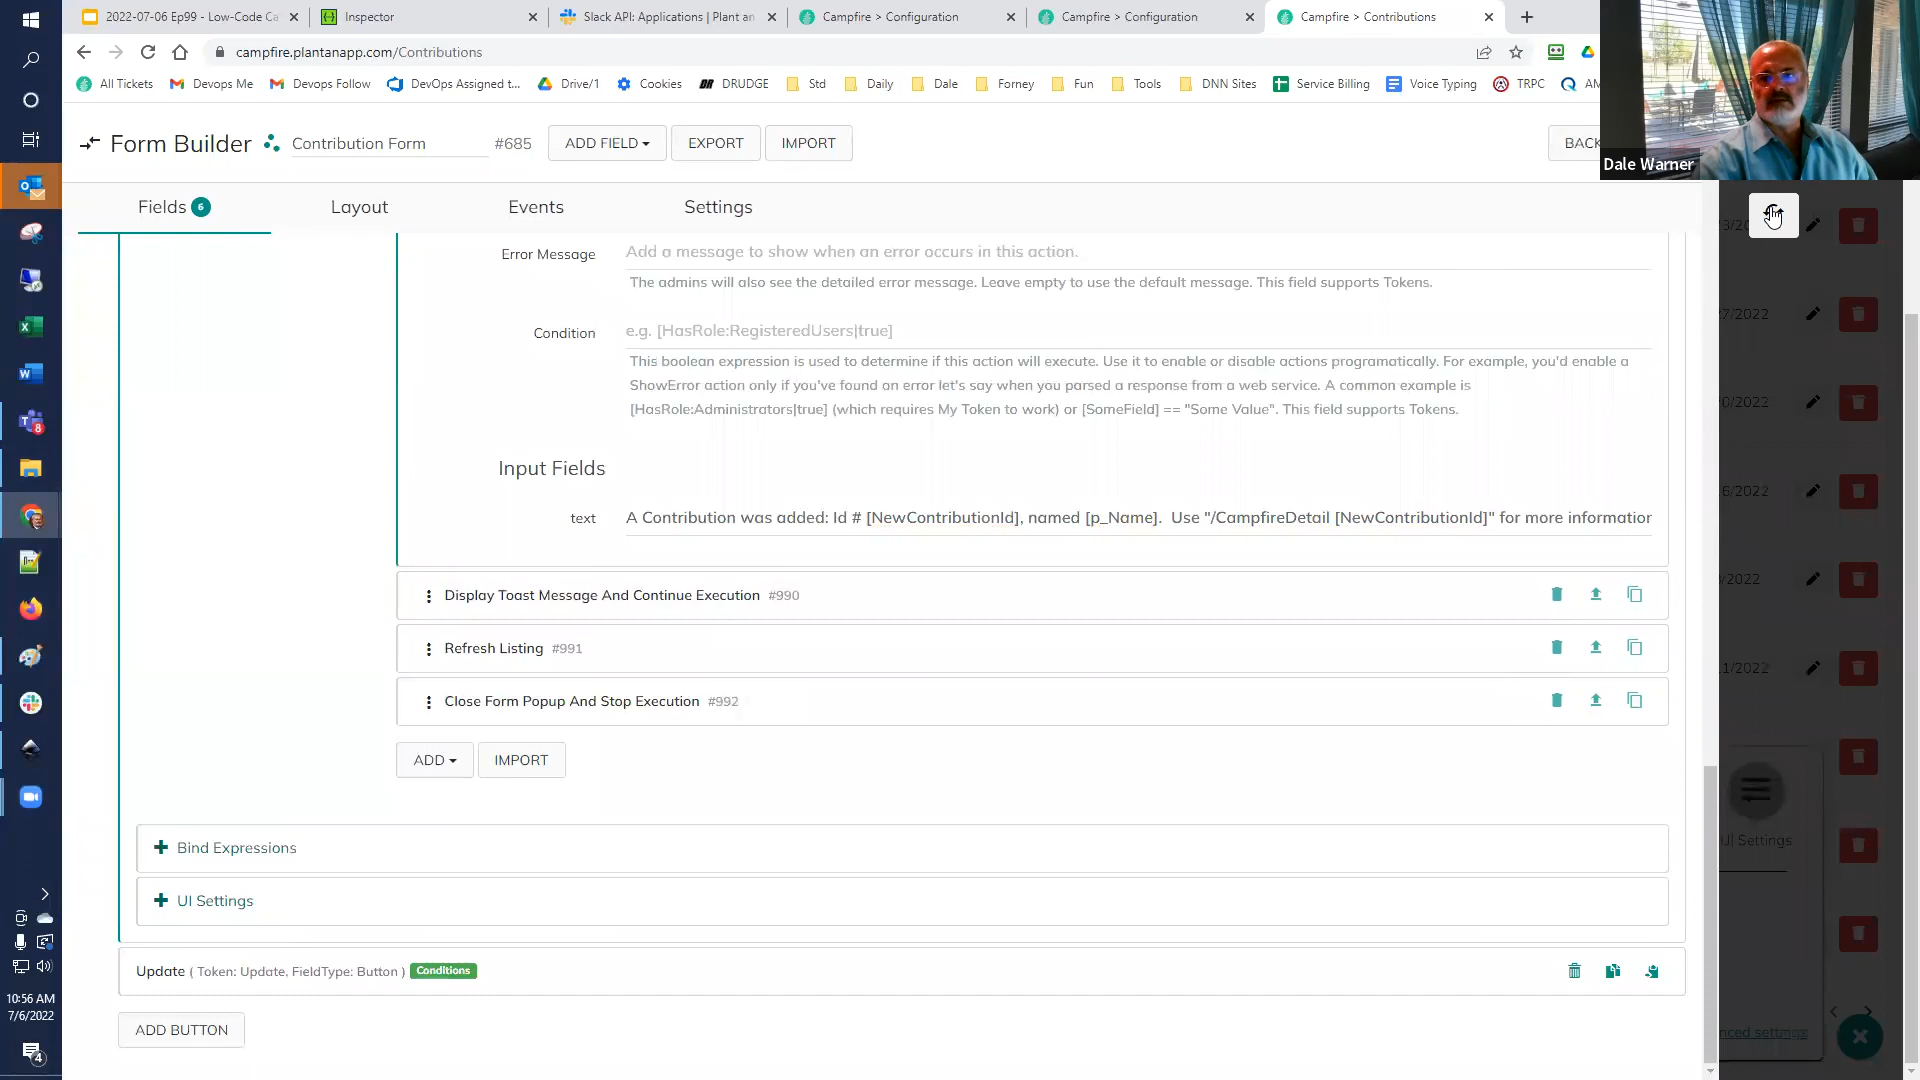 2022-07-06 Ep99 - Low-Code Ca
Inspector
Slack API: Applications | Plant an
Campfire > Configuration
Campfire > Configuration
Campfire > Contributions
campfire.plantanapp.com/Contributions
All Tickets
Devops Me
Devops Follow
DevOps Assigned t...
Drive/1
Cookies
DRUDGE
Std
Daily
Dale
Forney
Fun
Tools
DNN Sites
Service Billing
Voice Typing
TRPC
Form Builder
Contribution Form
#685
ADD FIELD
EXPORT
IMPORT
BACK
Dale Warner
Fields 6
Layout
Events
Settings
Error Message
Add a message to show when an error occurs in this action.
The admins will also see the detailed error message. Leave empty to use the default message. This field supports Tokens.
Condition
e.g. [HasRole:RegisteredUsers|true]
This boolean expression is used to determine if this action will execute. Use it to enable or disable actions programatically. For example, you'd enable a
ShowError action only if you've found an error let's say when you parsed a response from a web service. A common example is
[HasRole:Administrators|true] (which requires My Token to work) or [SomeField] == "Some Value". This field supports Tokens.
Input Fields
text
A Contribution was added: Id # [NewContributionId], named [p_Name].  Use "/CampfireDetail [NewContributionId]" for more information
Display Toast Message And Continue Execution #990
Refresh Listing #991
Close Form Popup And Stop Execution #992
ADD
IMPORT
Bind Expressions
UI Settings
Update ( Token: Update, FieldType: Button ) Conditions
ADD BUTTON
Settings
nced settings
10:56 AM
7/6/2022
4
8